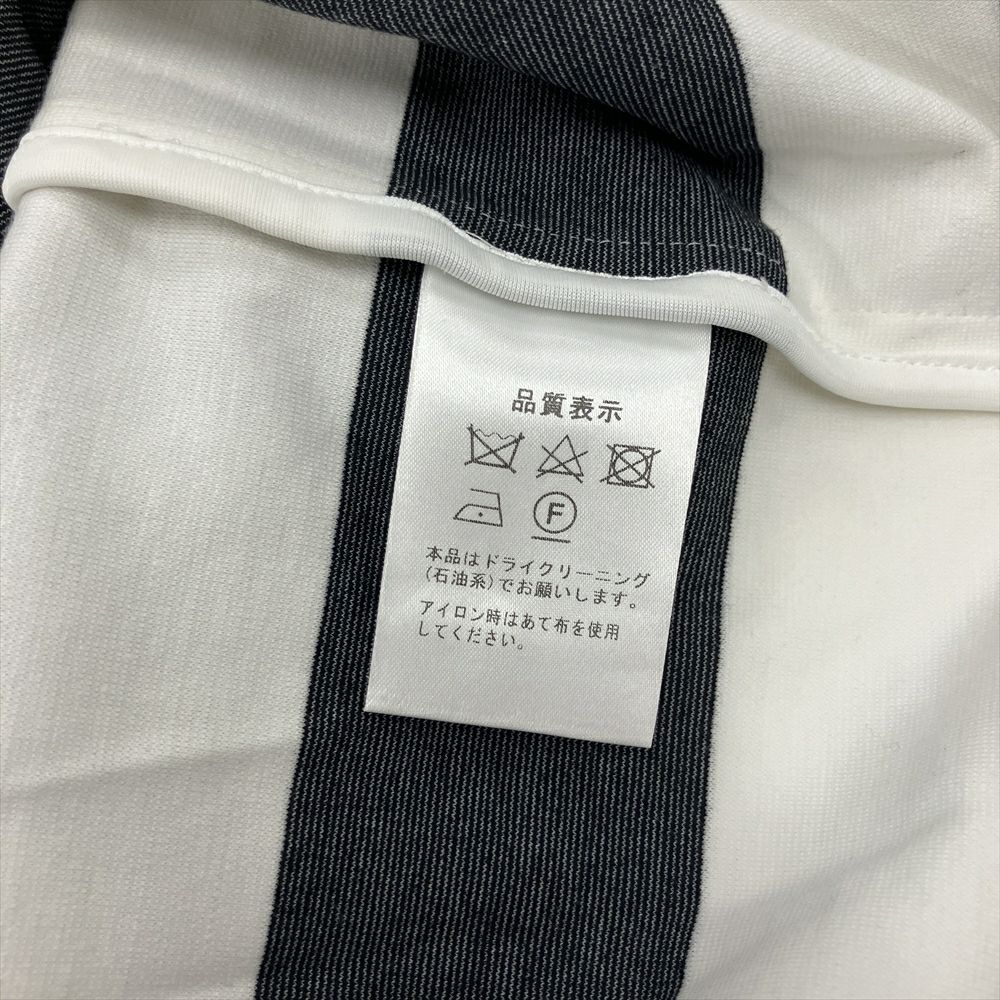 品質表示
F
本品はドライクリーニング
(石油系)でお願いします。
アイロン時はあて布を使用
してください。